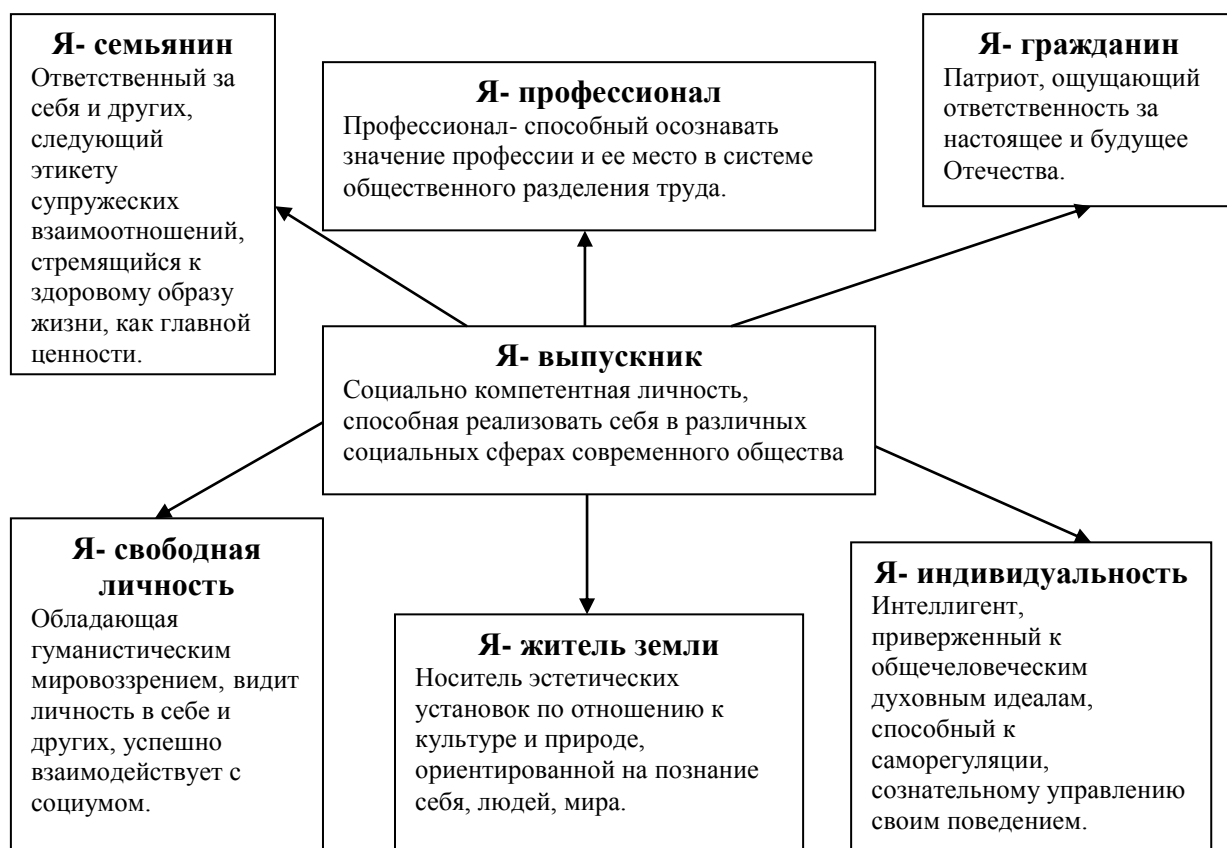 Я- семьянин
Ответственный за
себя и других,
следующий
этикету
супружеских
взаимоотношений,
стремящийся к
здоровому образу
жизни, как главной
ценности.
Я- профессионал
Профессионал- способный осознавать
значение профессии и ее место в системе
общественного разделения труда.
Я- гражданин
Патриот, ощущающий
ответственность за
настоящее и будущее
Отечества.
Я- выпускник
Социально компетентная личность,
способная реализовать себя в различных
социальных сферах современного общества
Я- свободная
личность
Обладающая
гуманистическим
мировоззрением, видит
личность в себе и
других, успешно
взаимодействует с
социумом.
Я- житель земли
Носитель эстетических
установок по отношению к
культуре и природе,
ориентированной на познание
себя, людей, мира.
Я- индивидуальность
Интеллигент,
приверженный к
общечеловеческим
духовным идеалам,
способный к
саморегуляции,
сознательному управлению
своим поведением.